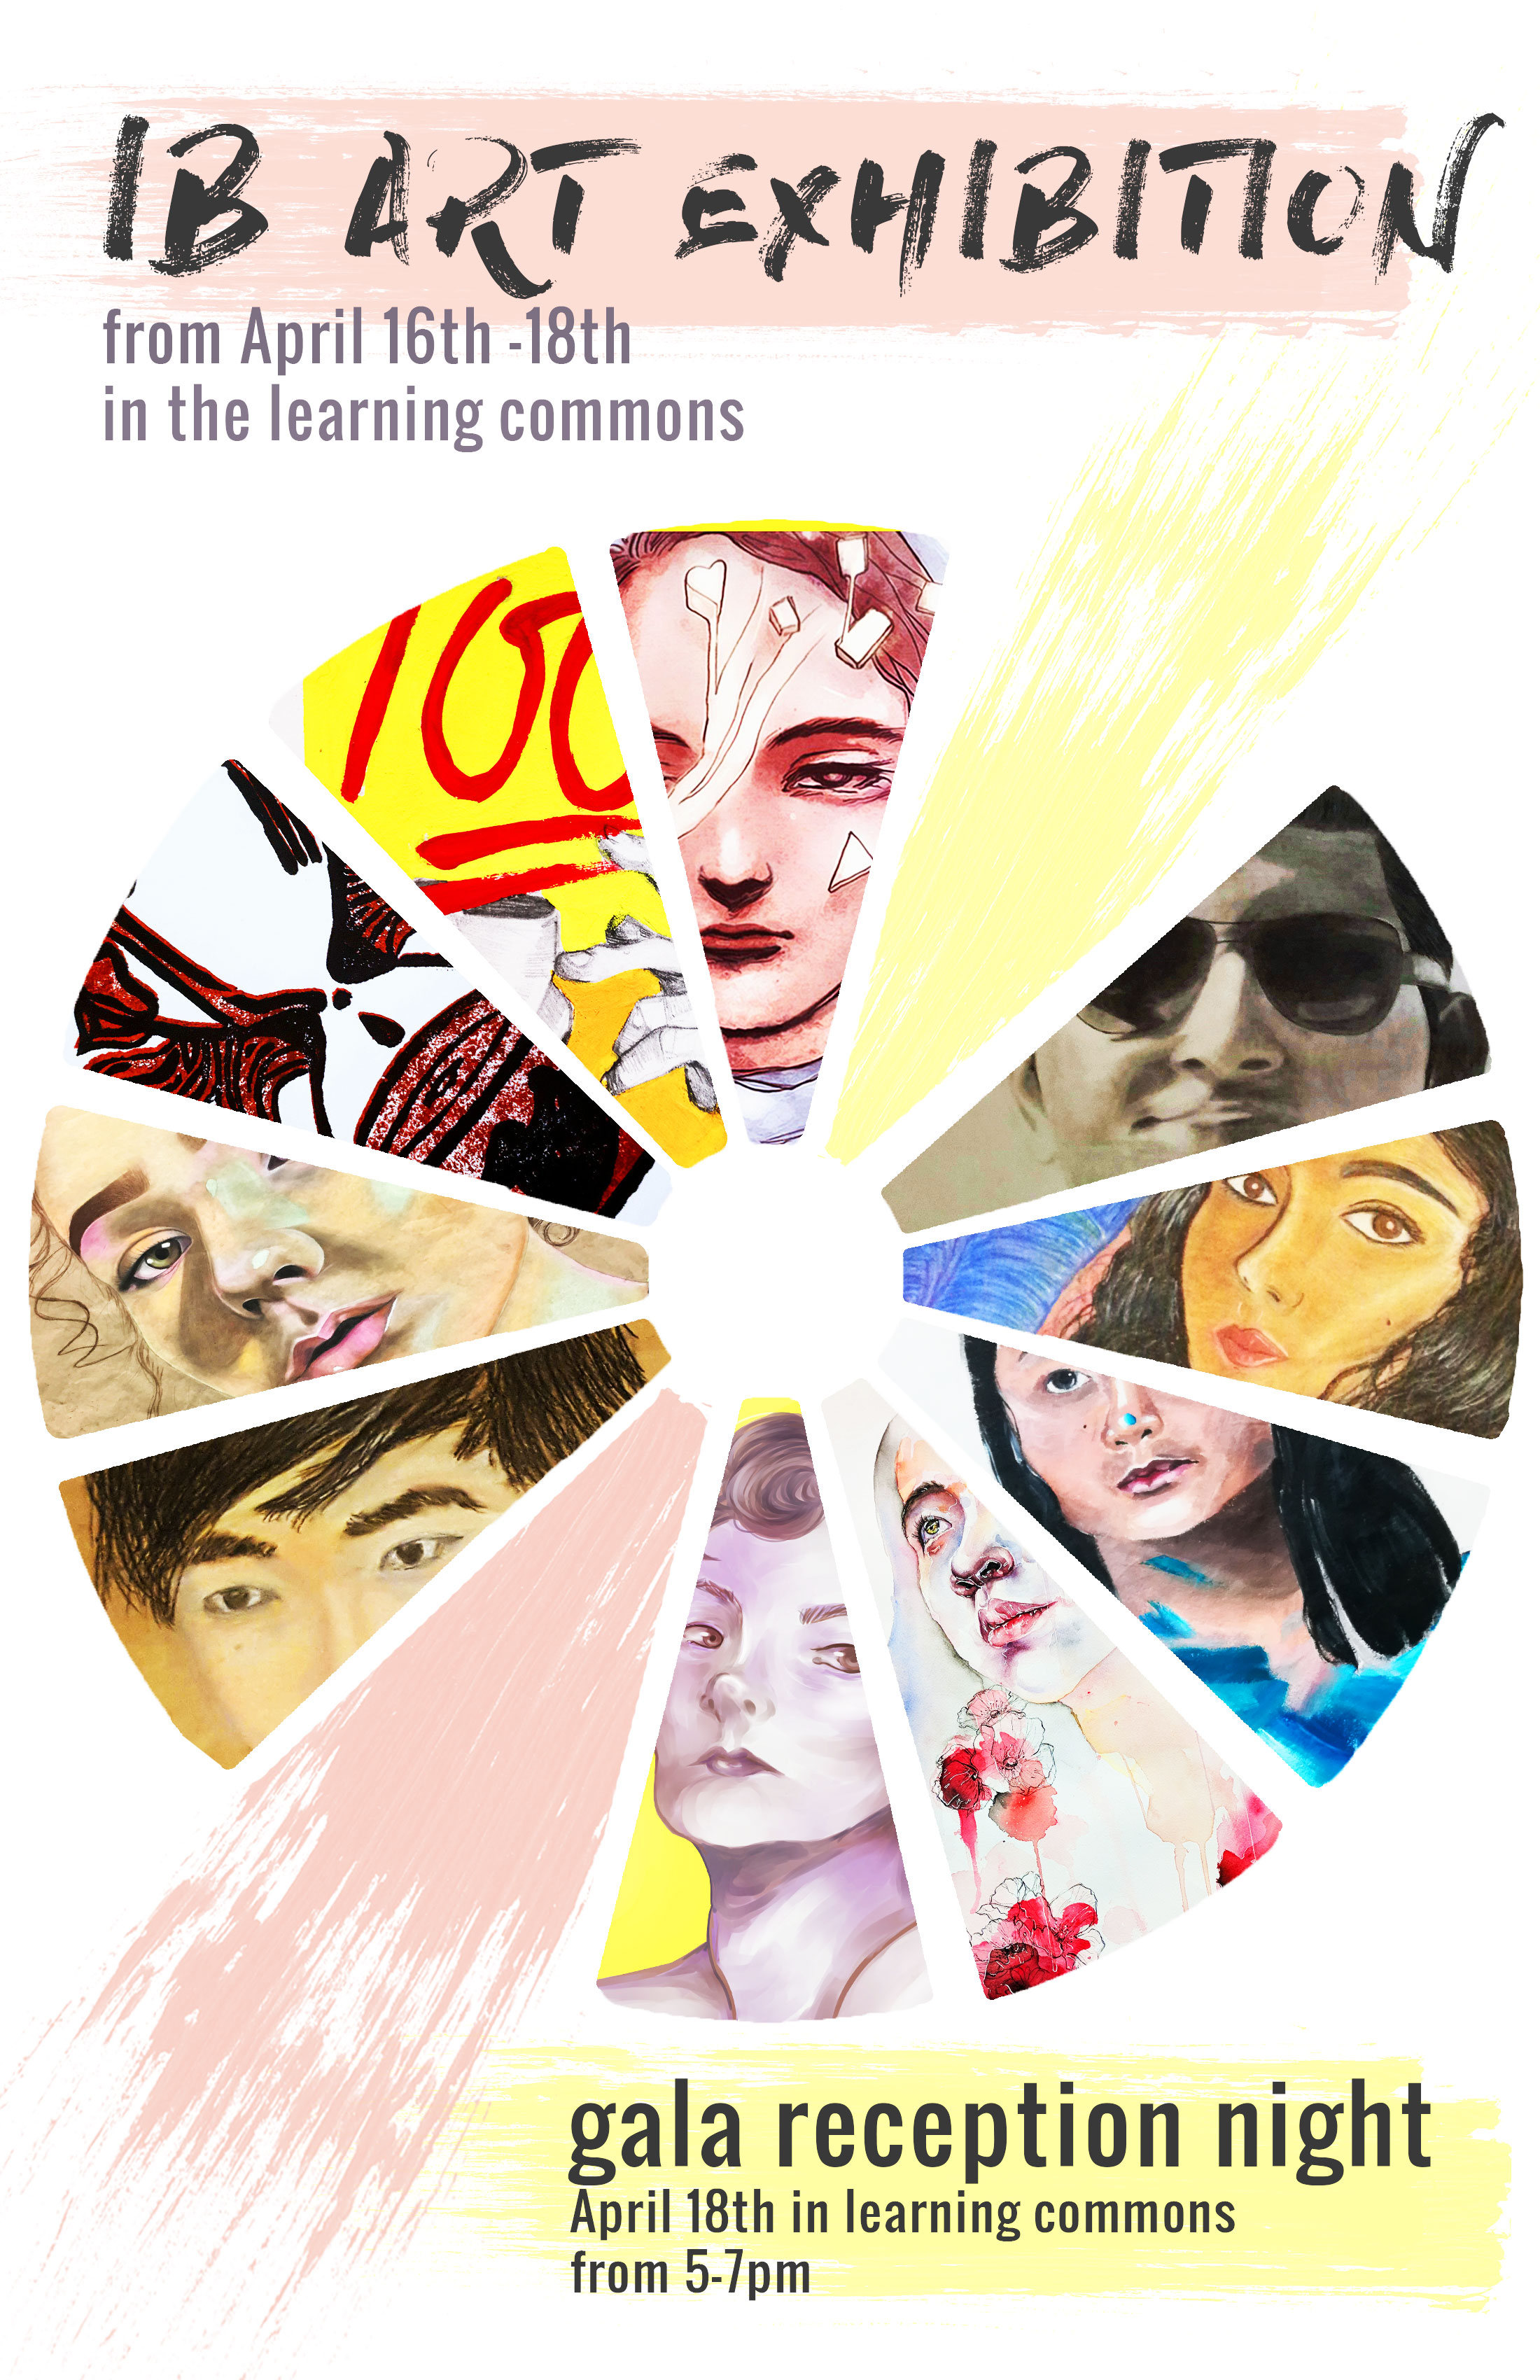 IB ART EXHIBITION
from April 16th -18th
in the learning commons
100
gala reception night
April 18th in learning commons
from 5-7pm